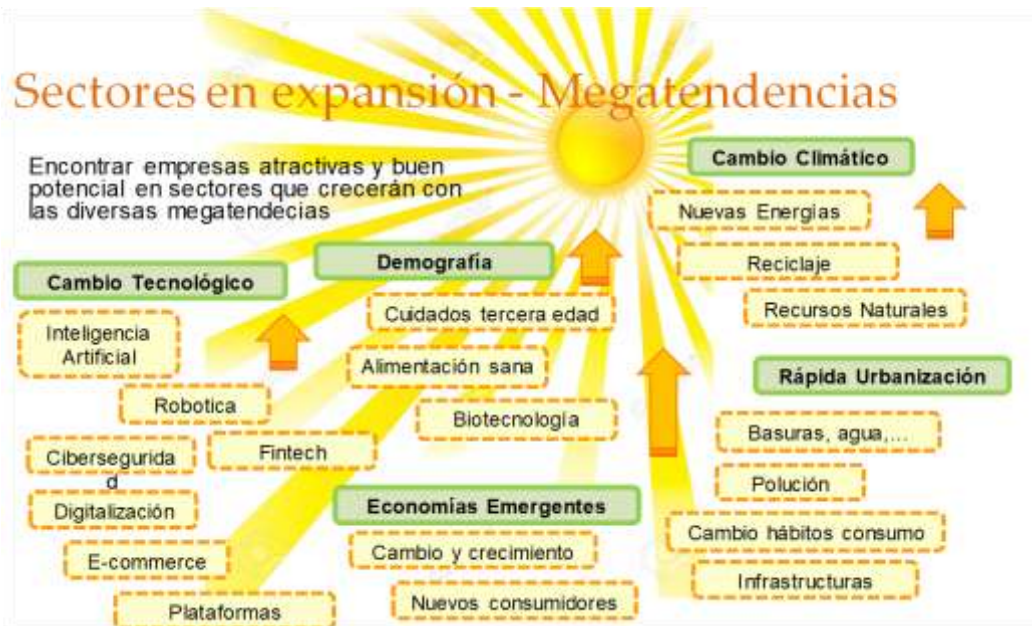 Sectores en expansión - Megatendencias
Encontrar empresas atractivas y buen
potencial en sectores que crecerán con
las diversas megatendecias
Cambio Tecnológico
Inteligencia
Artificial
Robotica
Fintech
Cibersegurida
d
Digitalización
E-commerce
Plataformas
Demografía
Cuidados tercera edad
Alimentación sana
Biotecnología
Economías Emergentes
Cambio y crecimiento
Nuevos consumidores
Cambio Climático
Nuevas Energías
Reciclaje
Recursos Naturales
Rápida Urbanización
Basuras, agua,...
Polución
Cambio hábitos consumo
Infrastructuras